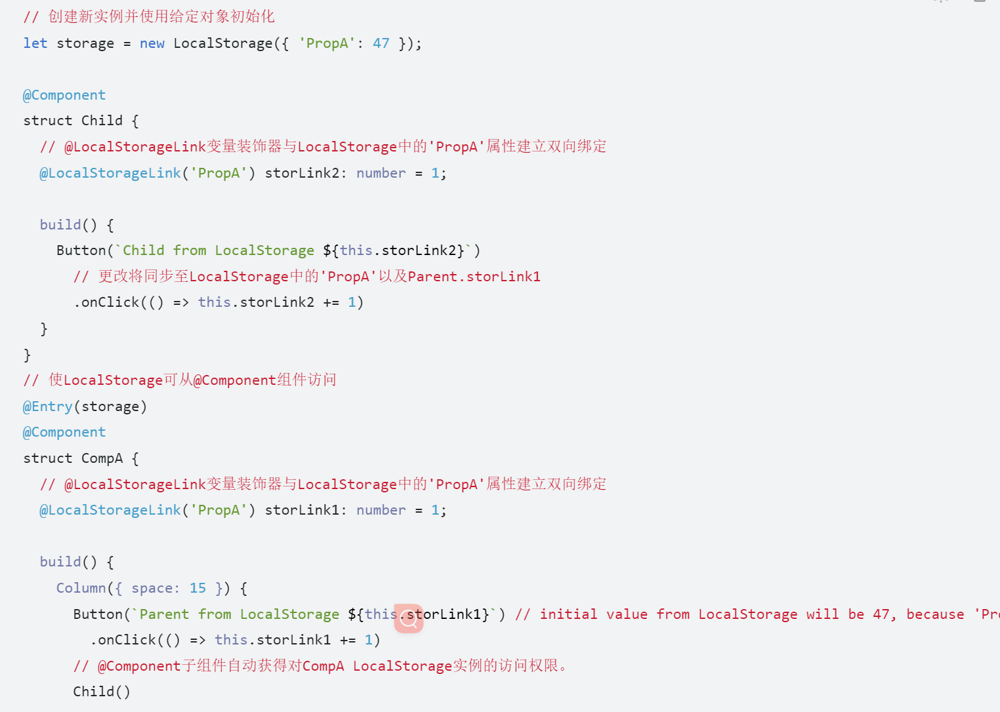 // 创建新实例并使用给定对象初始化
let storage = new LocalStorage({ 'PropA': 47 });
@Component
struct Child {
  // @LocalStorageLink变量装饰器与LocalStorage中的'PropA'属性建立双向绑定
  @LocalStorageLink('PropA') storLink2: number = 1;
  build() {
    Button(`Child from LocalStorage ${this.storLink2}`)
      // 更改将同步至LocalStorage中的'PropA'以及Parent.storLink1
      .onClick(() => this.storLink2 += 1)
  }
}
// 使LocalStorage可从@Component组件访问
@Entry(storage)
@Component
struct CompA {
  // @LocalStorageLink变量装饰器与LocalStorage中的'PropA'属性建立双向绑定
  @LocalStorageLink('PropA') storLink1: number = 1;
  build() {
    Column({ space: 15 }) {
      Button(`Parent from LocalStorage ${this.storLink1}`) // initial value from LocalStorage will be 47, because
        .onClick(() => this.storLink1 += 1)
      // @Component子组件自动获得对CompA LocalStorage实例的访问权限。
      Child()